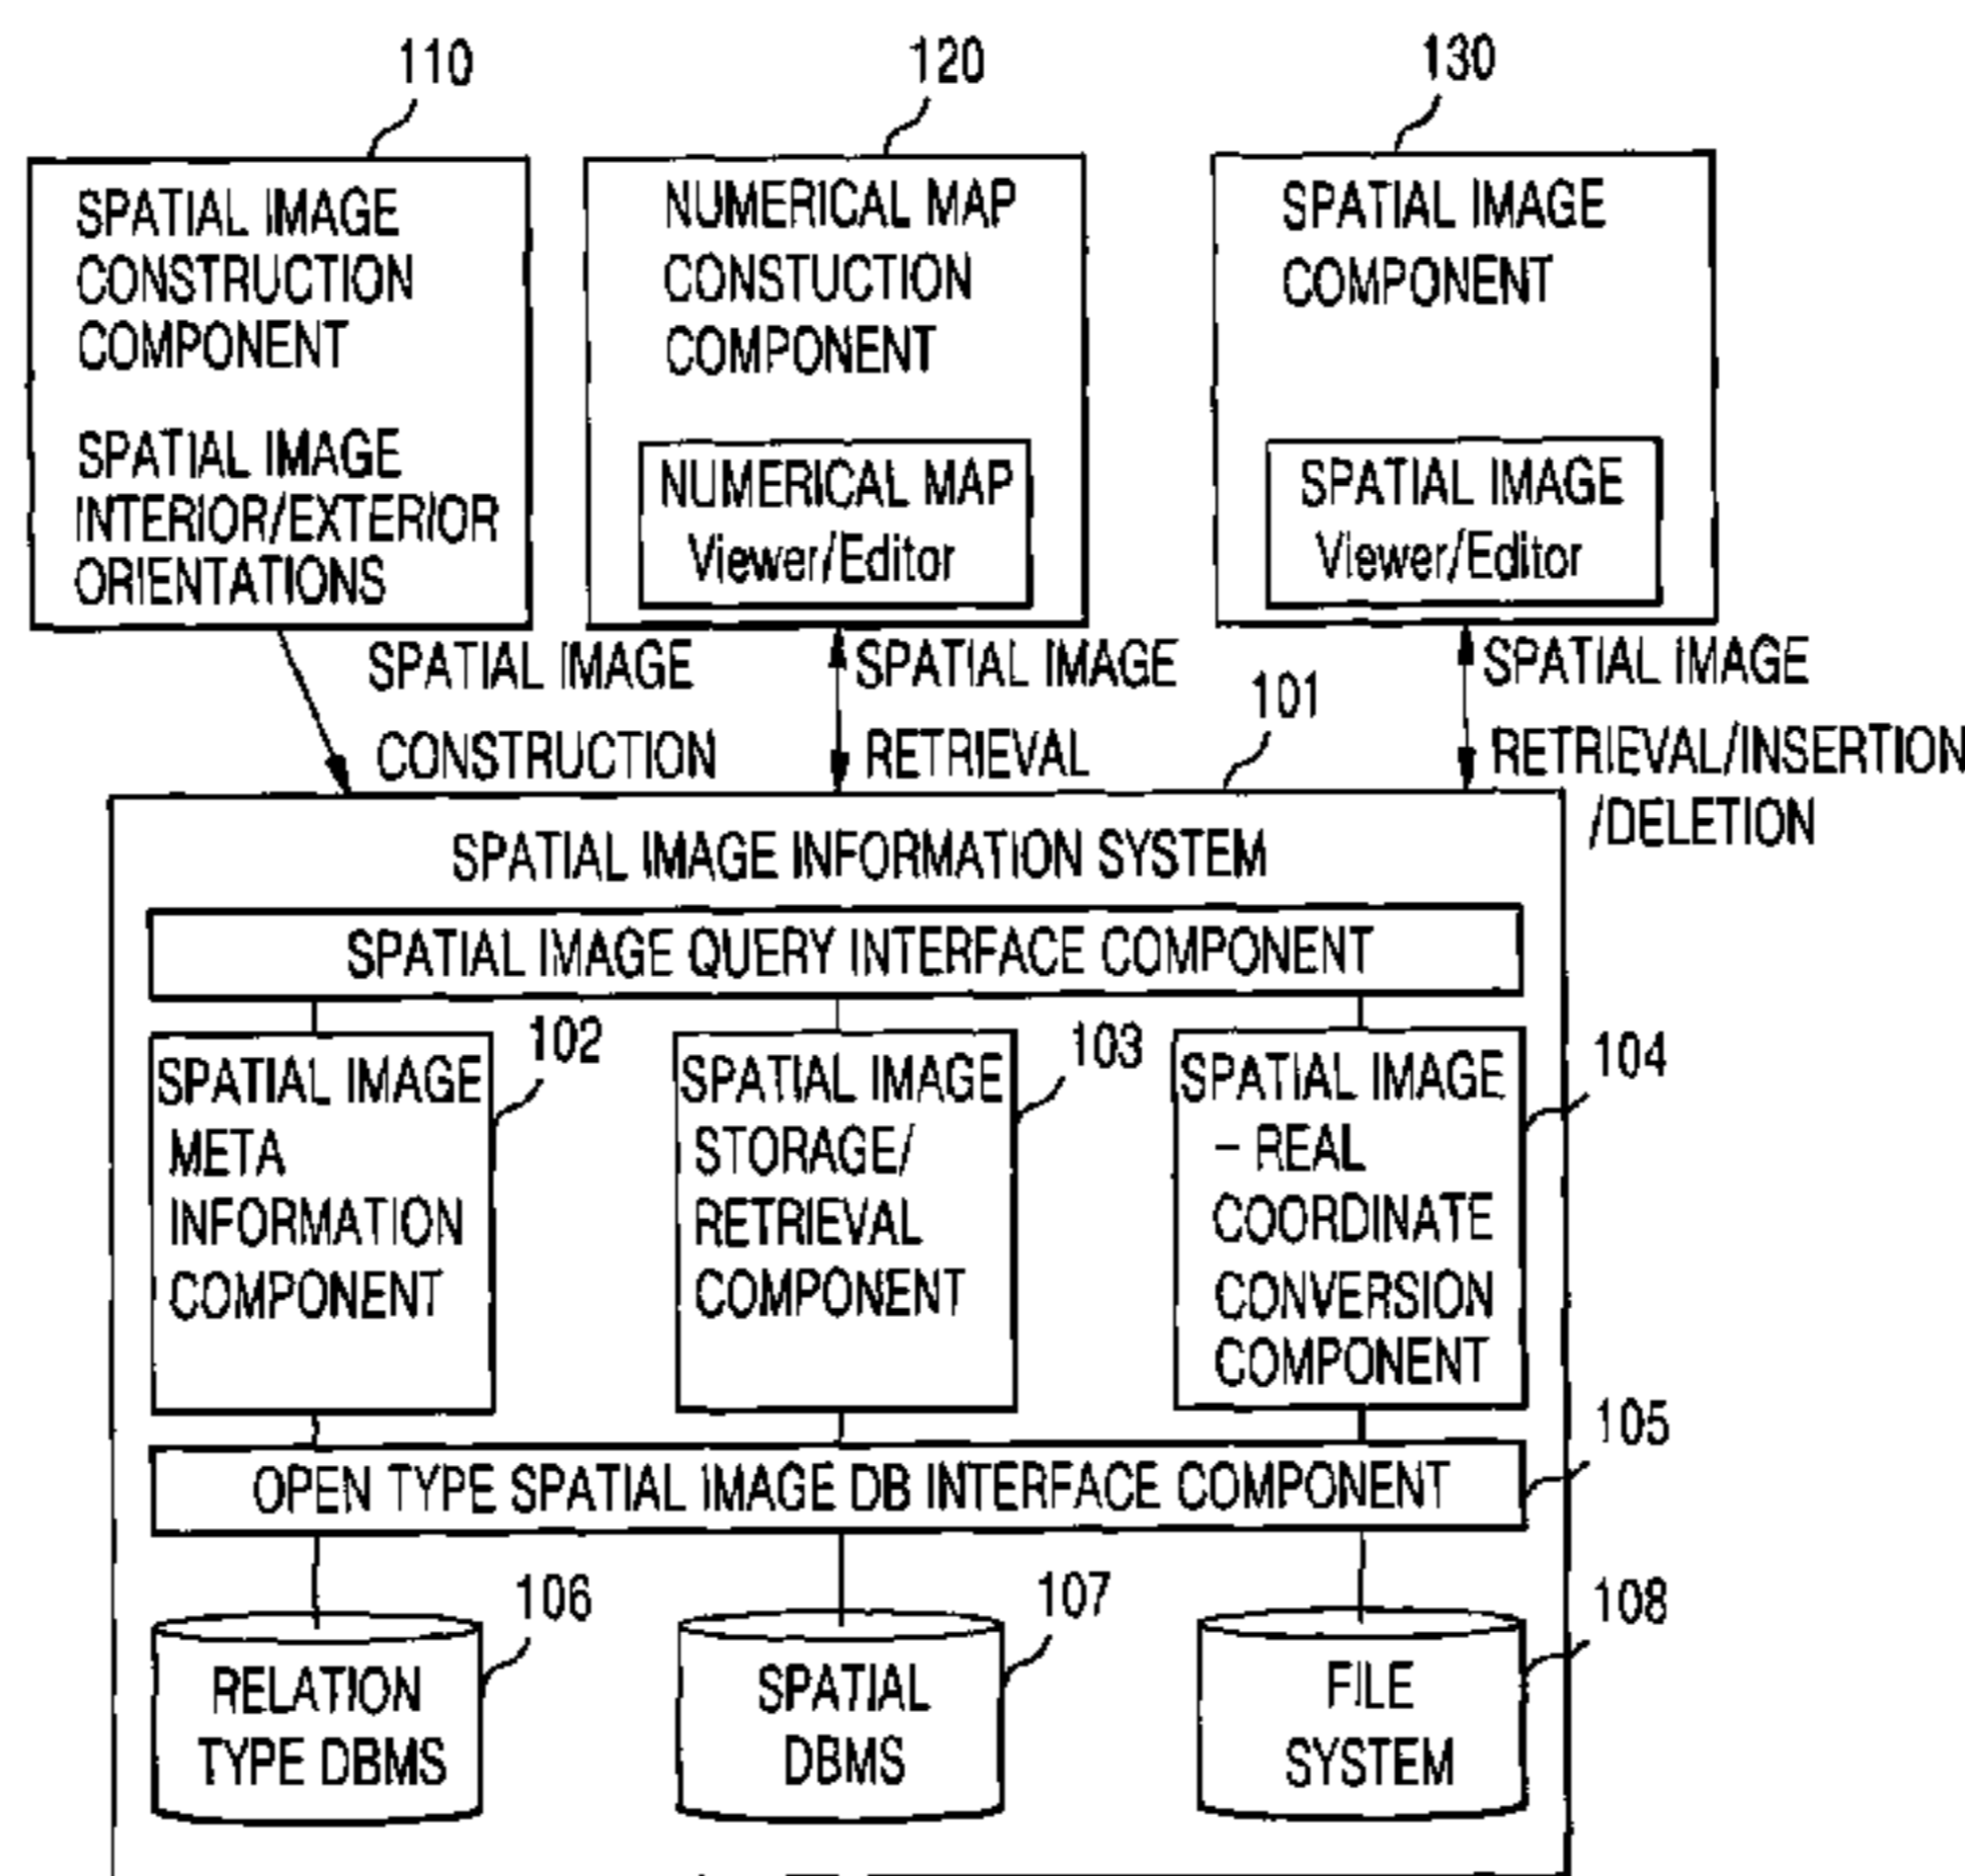 110
120
130
SPATIAL IMAGE
CONSTRUCTION
COMPONENT
SPATIAL IMAGE
INTERIOR/EXTERIOR
ORIENTATIONS
NUMERICAL MAP
CONSTUCTION
COMPONENT
NUMERICAL MAP
Viewer/Editor
SPATIAL IMAGE
COMPONENT
SPATIAL IMAGE
Viewer/Editor
SPATIAL IMAGE
CONSTRUCTION
SPATIAL IMAGE
RETRIEVAL
101
SPATIAL IMAGE
RETRIEVAL/INSERTION
/DELETION
SPATIAL IMAGE INFORMATION SYSTEM
SPATIAL IMAGE QUERY INTERFACE COMPONENT
102
SPATIAL IMAGE
META
INFORMATION
COMPONENT
103
SPATIAL IMAGE
STORAGE/
RETRIEVAL
COMPONENT
104
SPATIAL IMAGE
– REAL
COORDINATE
CONVERSION
COMPONENT
105
OPEN TYPE SPATIAL IMAGE DB INTERFACE COMPONENT
106
RELATION
TYPE DBMS
107
SPATIAL
DBMS
108
FILE
SYSTEM